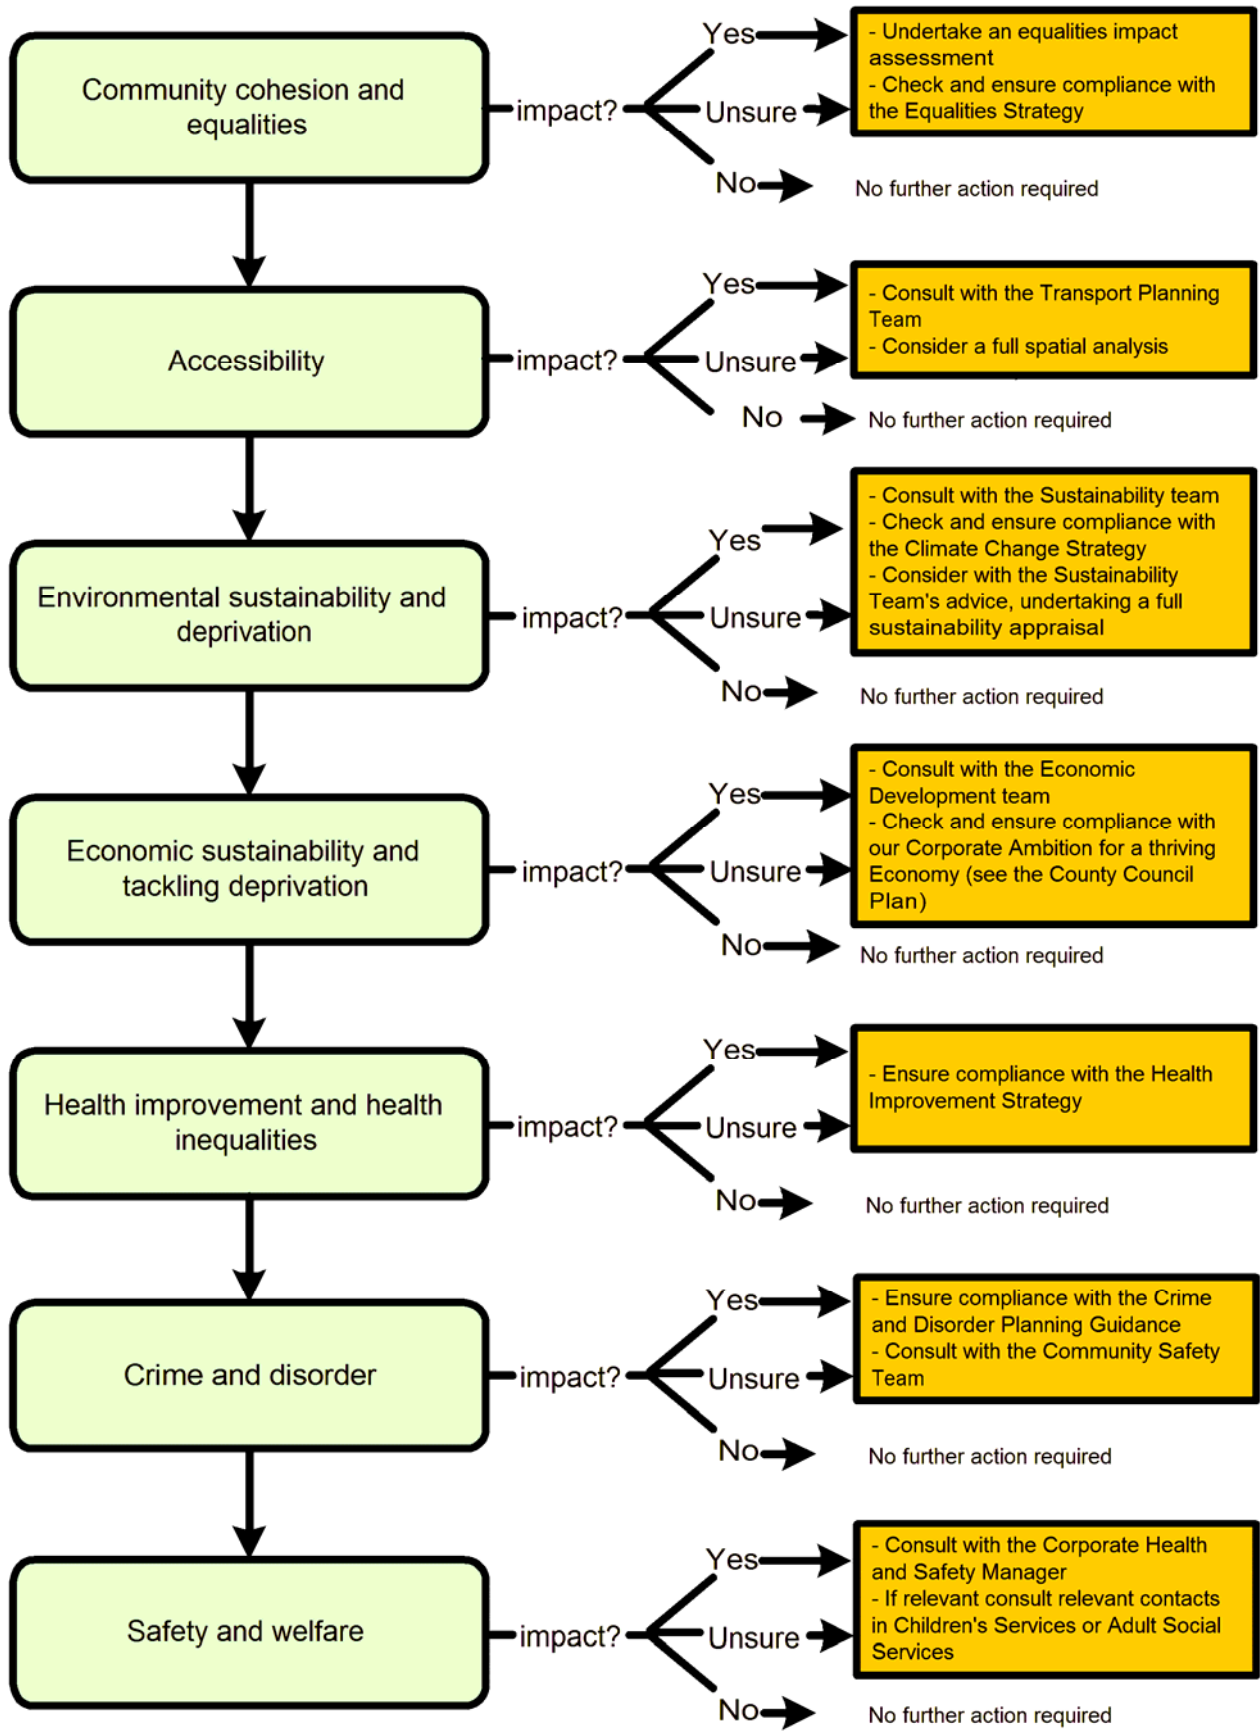 Community cohesion and
equalities
impact?
Yes
Unsure
No
- Undertake an equalities impact
assessment
- Check and ensure compliance with
the Equalities Strategy
No further action required
Accessibility
impact?
Yes
Unsure
No
- Consult with the Transport Planning
Team
- Consider a full spatial analysis
No further action required
Environmental sustainability and
deprivation
impact?
Yes
Unsure
No
- Consult with the Sustainability team
- Check and ensure compliance with
the Climate Change Strategy
- Consider with the Sustainability
Team's advice, undertaking a full
sustainability appraisal
No further action required
Economic sustainability and
tackling deprivation
impact?
Yes
Unsure
No
- Consult with the Economic
Development team
- Check and ensure compliance with
our Corporate Ambition for a thriving
Economy (see the County Council
Plan)
No further action required
Health improvement and health
inequalities
impact?
Yes
Unsure
No
- Ensure compliance with the Health
Improvement Strategy
No further action required
Crime and disorder
impact?
Yes
Unsure
No
- Ensure compliance with the Crime
and Disorder Planning Guidance
- Consult with the Community Safety
Team
No further action required
Safety and welfare
impact?
Yes
Unsure
No
- Consult with the Corporate Health
and Safety Manager
- If relevant consult relevant contacts
in Children's Services or Adult Social
Services
No further action required